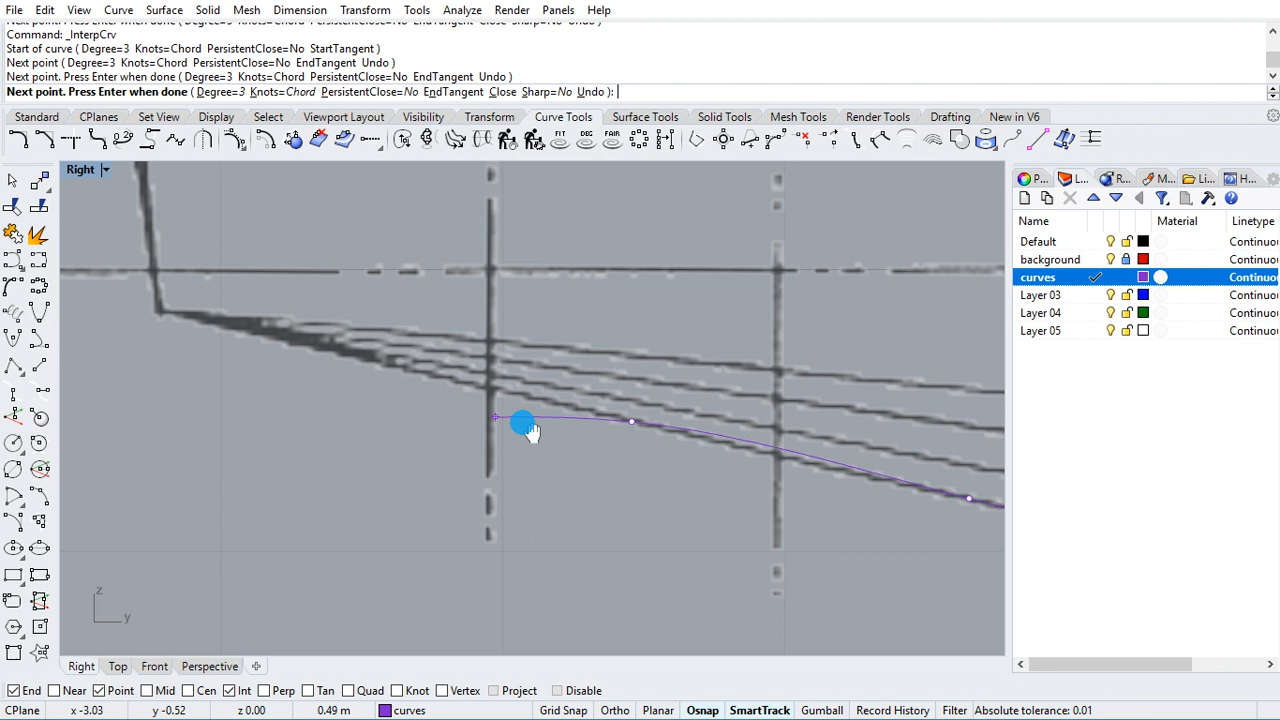 File Edit View Curve Surface Solid Mesh Dimension Transform Tools Analyze Render Panels Help
Command: _InterpCrv
Start of curve ( Degree=3 Knots=Chord PersistentClose=No StartTangent )
Next point ( Degree=3 Knots=Chord PersistentClose=No EndTangent Undo )
Next point. Press Enter when done ( Degree=3 Knots=Chord PersistentClose=No EndTangent Undo )
Next point. Press Enter when done ( Degree=3 Knots=Chord PersistentClose=No EndTangent Close Sharp=No Undo ):
Standard CPlanes Set View Display Select Viewport Layout Visibility Transform Curve Tools Surface Tools Solid Tools Mesh Tools Render Tools Drafting New in V6
FIT DEG FAIR
Right
P... L... R... M... Li... H...
Name Material Linetype
Default Continuo
background Continuo
curves Continuo
Layer 03 Continuo
Layer 04 Continuo
Layer 05 Continuo
z
y
Right Top Front Perspective
End Near Point Mid Cen Int Perp Tan Quad Knot Vertex Project Disable
CPlane x -3.03 y -0.52 z 0.00 0.49 m curves Grid Snap Ortho Planar Osnap SmartTrack Gumball Record History Filter Absolute tolerance: 0.01